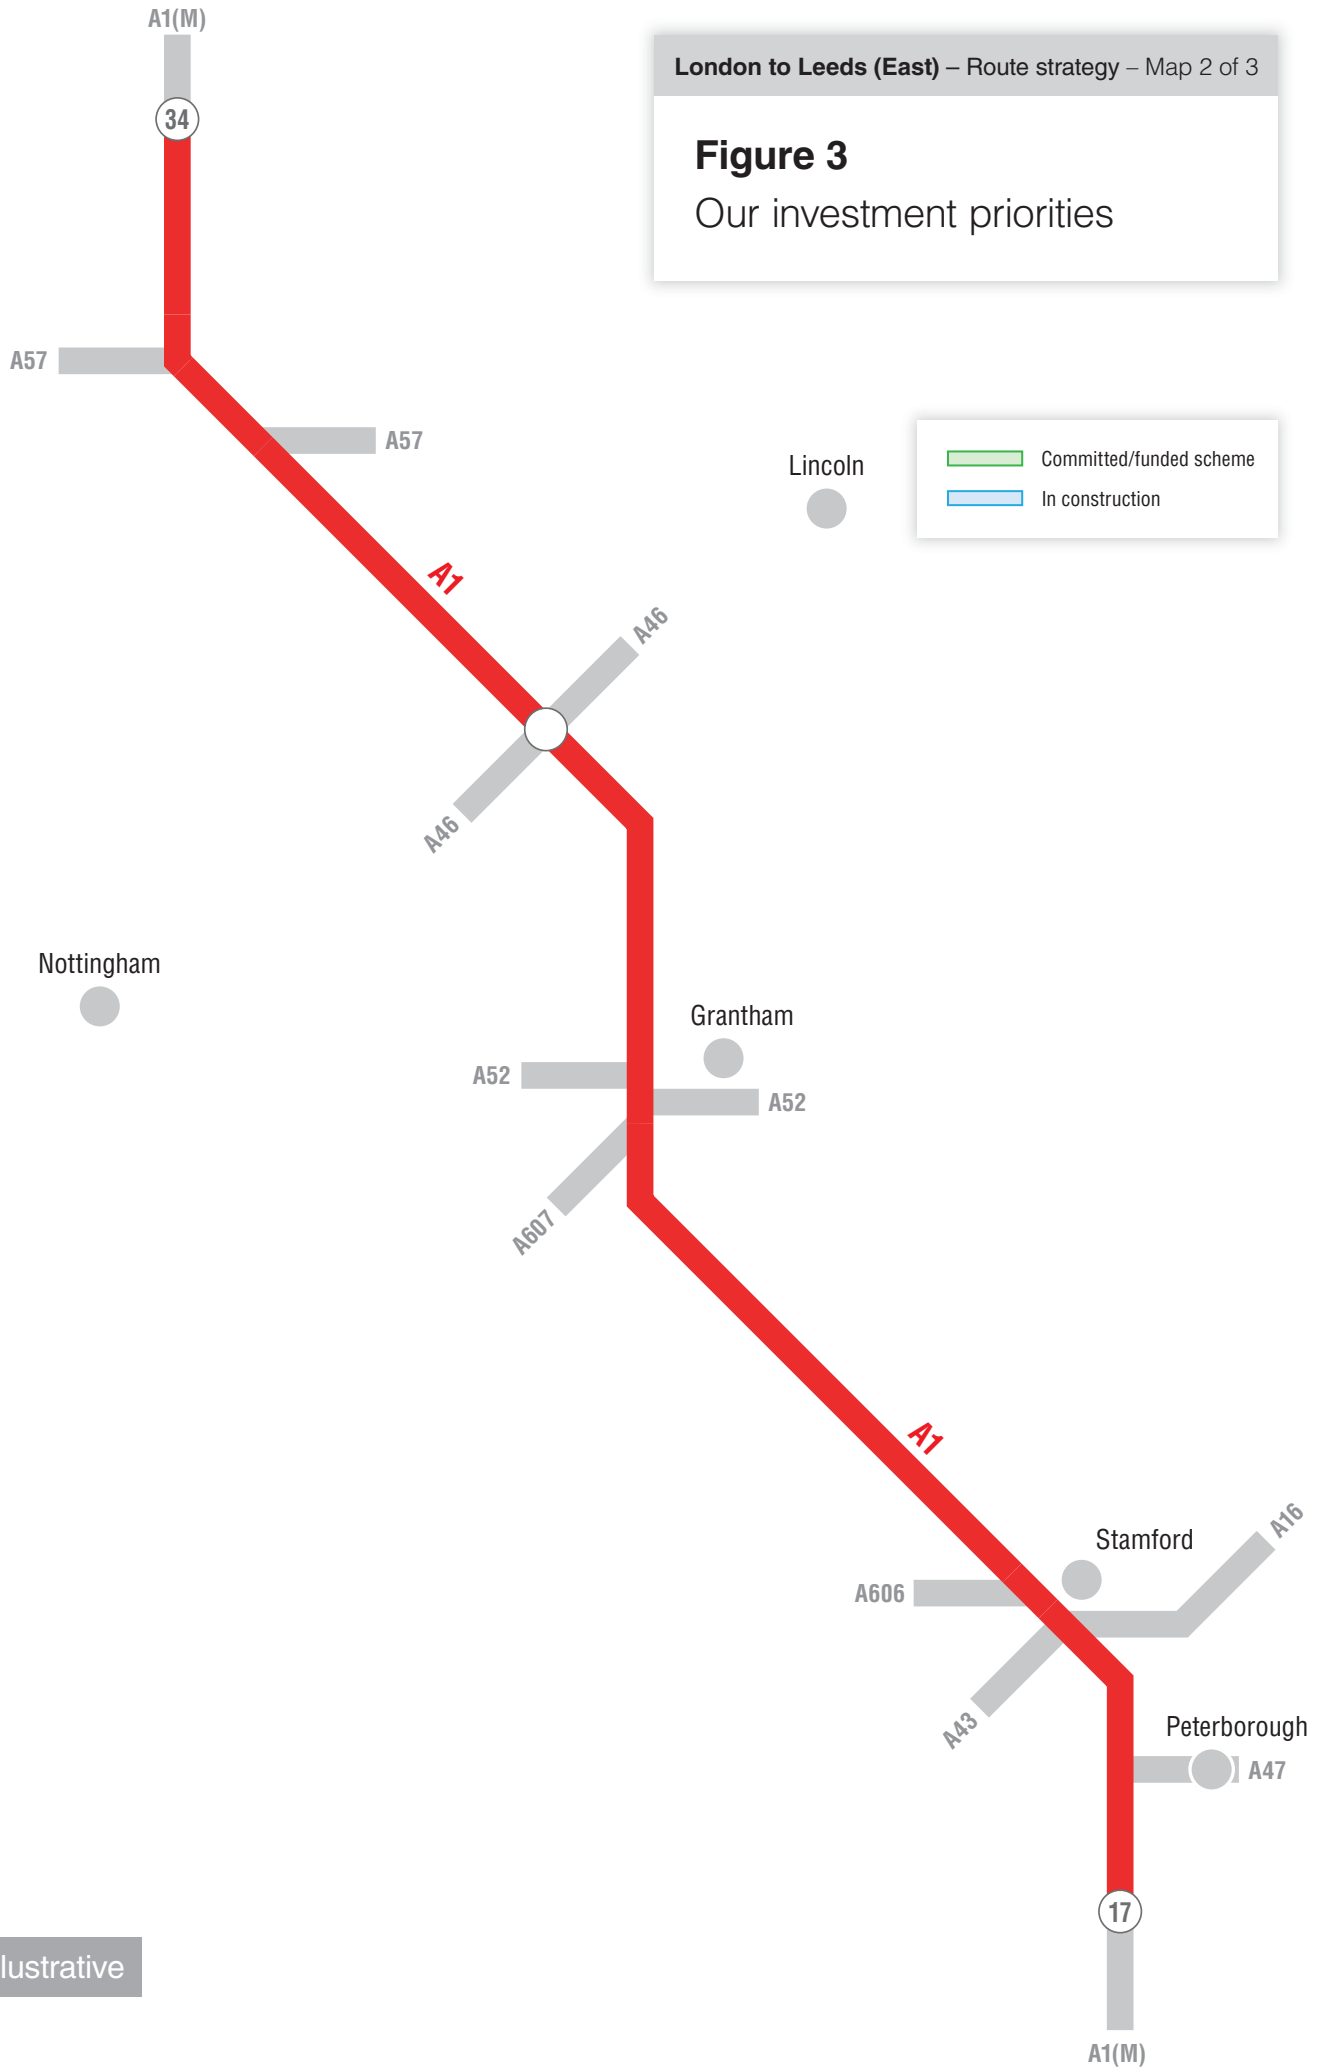 A1(M)
34
London to Leeds (East) – Route strategy – Map 2 of 3
Figure 3
Our investment priorities
A57
A57
Lincoln
Committed/funded scheme
In construction
A1
A46
A46
Nottingham
Grantham
A52
A52
A607
A1
A16
Stamford
A606
A43
Peterborough
A47
17
lustrative
A1(M)